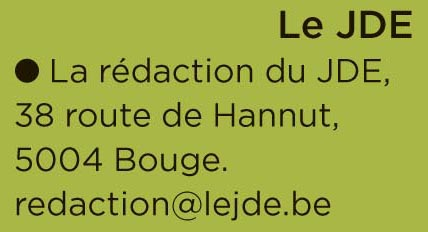 Le JDE
● La rédaction du JDE,
38 route de Hannut,
5004 Bouge.
redaction@lejde.be